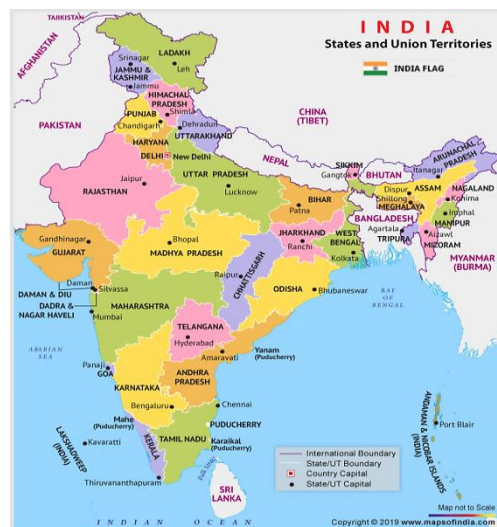 TAJIKISTAN
INDIA
States and Union Territories
INDIA FLAG
AFGHANISTAN
LADAKH
Srinagar
Leh
JAMMU &
KASHMIR
Jammu
HIMACHAL
PRADESH
Shimla
PUNJAB
Chandigarh
Dehradun
UTTARAKHAND
CHINA
(TIBET)
PAKISTAN
HARYANA
DELHI
New Delhi
ARUNACHAL
PRADESH
NEPAL
SIKKIM
Gangtok
BHUTAN
Itanagar
RAJASTHAN
Jaipur
UTTAR PRADESH
Lucknow
ASSAM
Dispur
NAGALAND
Kohima
Shillong
MEGHALAYA
BIHAR
Patna
Imphal
MANIPUR
BANGLADESH
Agartala
TRIPURA
Aizawl
MIZORAM
JHARKHAND
Ranchi
WEST
BENGAL
Kolkata
MYANMAR
(BURMA)
Gandhinagar
GUJARAT
Bhopal
MADHYA PRADESH
Raipur
CHHATTISGARH
Daman
Silvassa
DAMAN & DIU
DADRA &
NAGAR HAVELI
MAHARASHTRA
Mumbai
ODISHA
Bhubaneswar
BAY
OF
BENGAL
TELANGANA
Hyderabad
ARABIAN
SEA
Yanam
(Puducherry)
Amaravati
Panaji
GOA
ANDHRA
PRADESH
KARNATAKA
Bengaluru
Chennai
Mahe
(Puducherry)
PUDUCHERRY
Karaikal
(Puducherry)
TAMIL NADU
KERALA
LAKSHADWEEP
(INDIA)
Kavaratti
Thiruvananthapuram
Palk Strait
SRI
LANKA
ANDAMAN & NICOBAR ISLANDS
(INDIA)
Port Blair
International Boundary
State/UT Boundary
Country Capital
State/UT Capital
Map not to Scale
INDIAN OCEAN
Copyright © 2019 www.mapsofindia.com